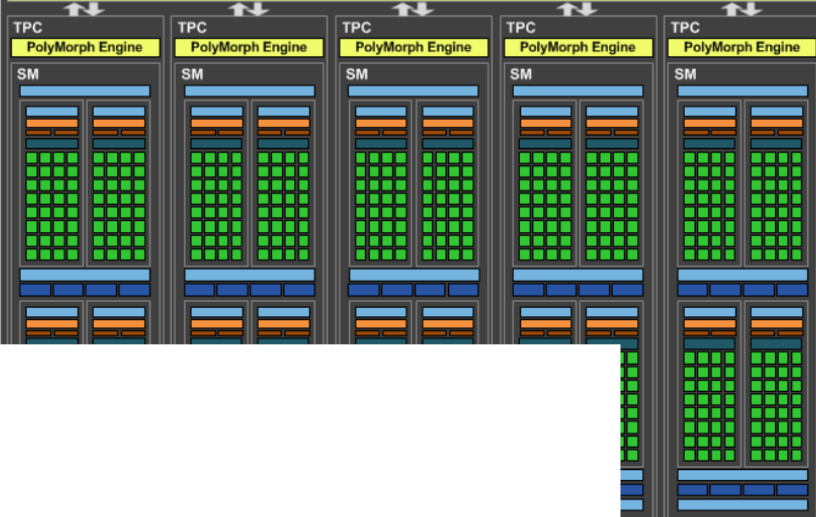 TPC TPC TPC TPC TPC
PolyMorph Engine PolyMorph Engine PolyMorph Engine PolyMorph Engine PolyMorph Engine
SM SM SM SM SM